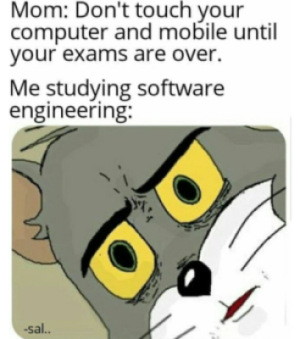 Mom: Don't touch your
computer and mobile until
your exams are over.
Me studying software
engineering:
-sal..